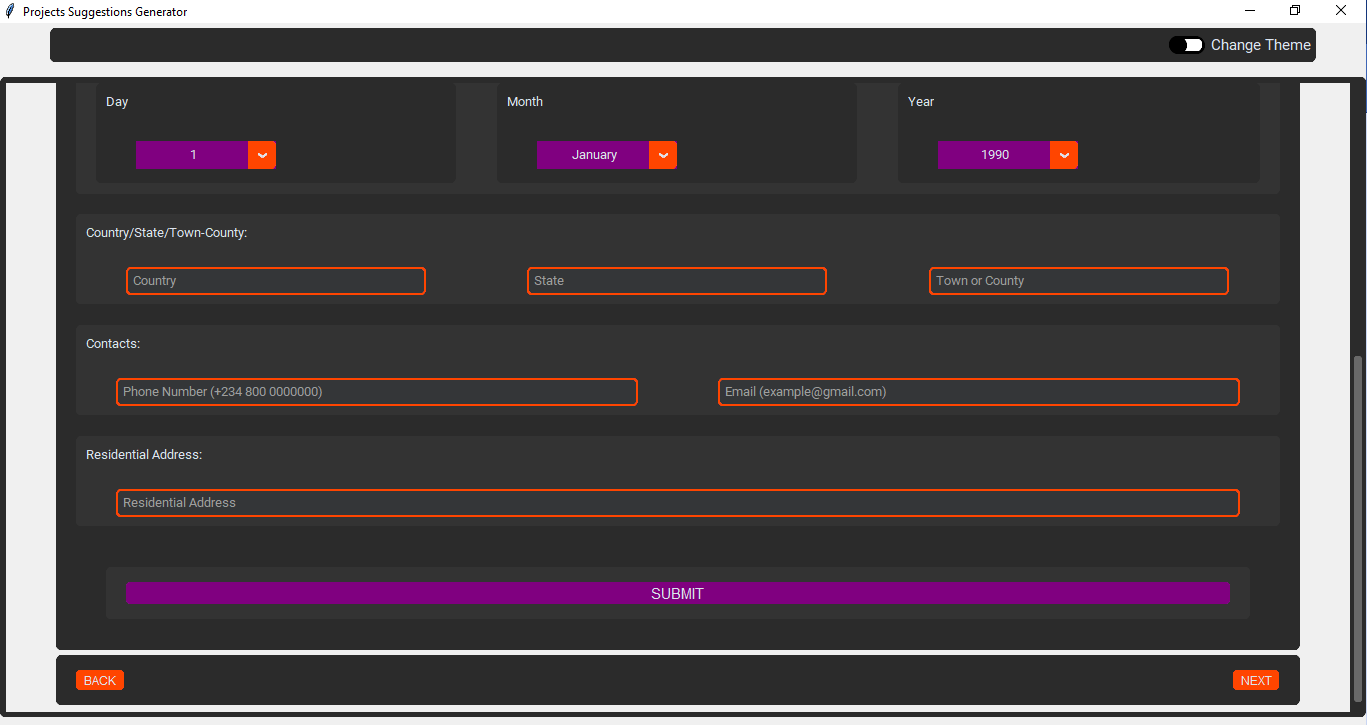 Projects Suggestions Generator
Change Theme
Day Month Year
1 January 1990
Country/State/Town-County:
Country State Town or County
Contacts:
Phone Number (+234 800 0000000) Email (example@gmail.com)
Residential Address:
Residential Address
SUBMIT
BACK NEXT